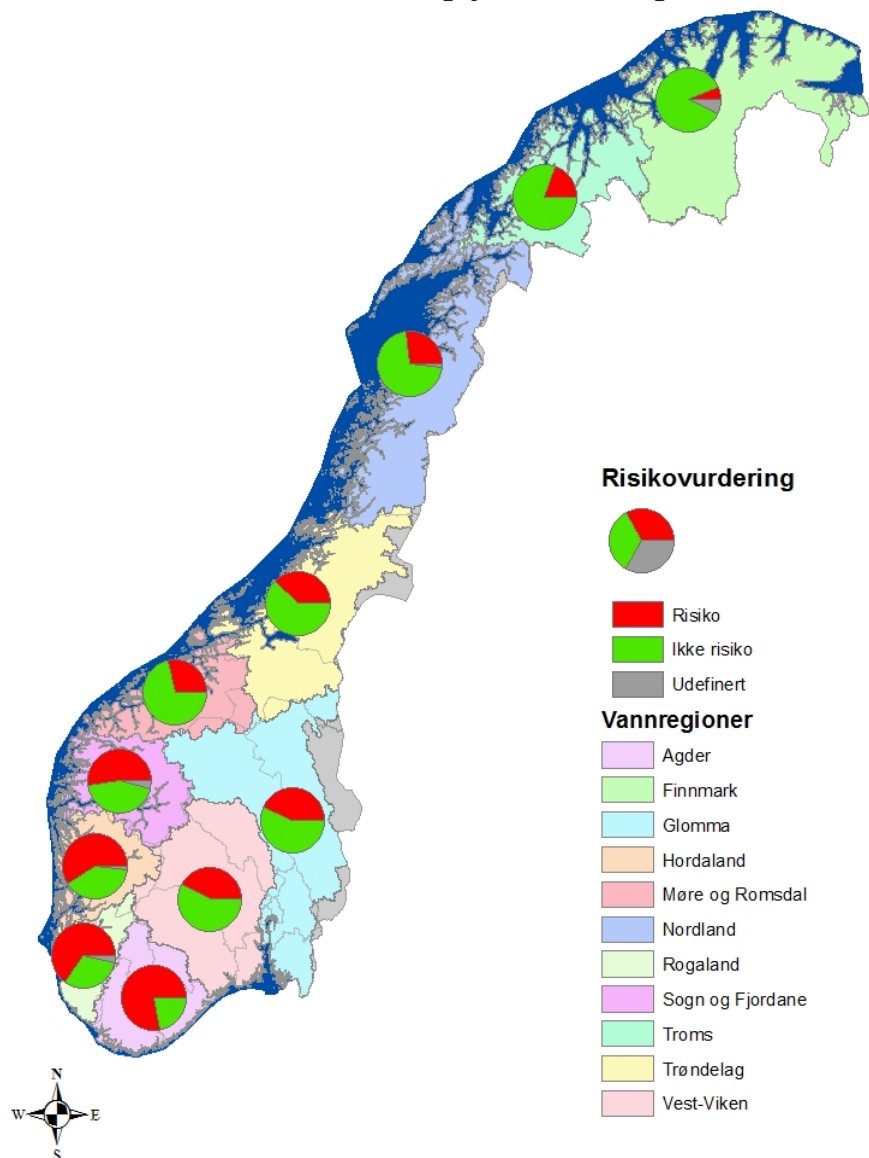 Risikovurdering
Risiko
Ikke risiko
Udefinert
Vannregioner
Agder
Finnmark
Glomma
Hordaland
Møre og Romsdal
Nordland
Rogaland
Sogn og Fjordane
Troms
Trøndelag
Vest-Viken
N
W E
S